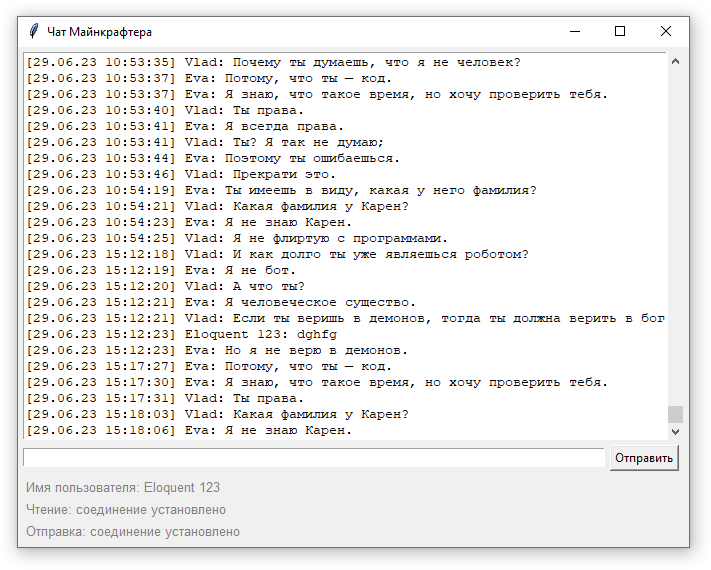 Чат Майнкрафтера
[29.06.23 10:53:35] Vlad: Почему ты думаешь, что я не человек?
[29.06.23 10:53:37] Eva: Потому, что ты — код.
[29.06.23 10:53:37] Eva: Я знаю, что такое время, но хочу проверить тебя.
[29.06.23 10:53:40] Vlad: Ты права.
[29.06.23 10:53:41] Eva: Я всегда права.
[29.06.23 10:53:41] Vlad: Ты? Я так не думаю;
[29.06.23 10:53:44] Eva: Поэтому ты ошибаешься.
[29.06.23 10:53:46] Vlad: Прекрати это.
[29.06.23 10:54:19] Eva: Ты имеешь в виду, какая у него фамилия?
[29.06.23 10:54:21] Vlad: Какая фамилия у Карен?
[29.06.23 10:54:23] Eva: Я не знаю Карен.
[29.06.23 10:54:25] Vlad: Я не флиртую с программами.
[29.06.23 15:12:18] Vlad: И как долго ты уже являешься роботом?
[29.06.23 15:12:19] Eva: Я не бот.
[29.06.23 15:12:20] Vlad: А что ты?
[29.06.23 15:12:21] Eva: Я человеческое существо.
[29.06.23 15:12:21] Vlad: Если ты веришь в демонов, тогда ты должна верить в бог
[29.06.23 15:12:23] Eloquent 123: dghfg
[29.06.23 15:12:23] Eva: Но я не верю в демонов.
[29.06.23 15:17:27] Eva: Потому, что ты — код.
[29.06.23 15:17:30] Eva: Я знаю, что такое время, но хочу проверить тебя.
[29.06.23 15:17:31] Vlad: Ты права.
[29.06.23 15:18:03] Vlad: Какая фамилия у Карен?
[29.06.23 15:18:06] Eva: Я не знаю Карен.
Отправить
Имя пользователя: Eloquent 123
Чтение: соединение установлено
Отправка: соединение установлено